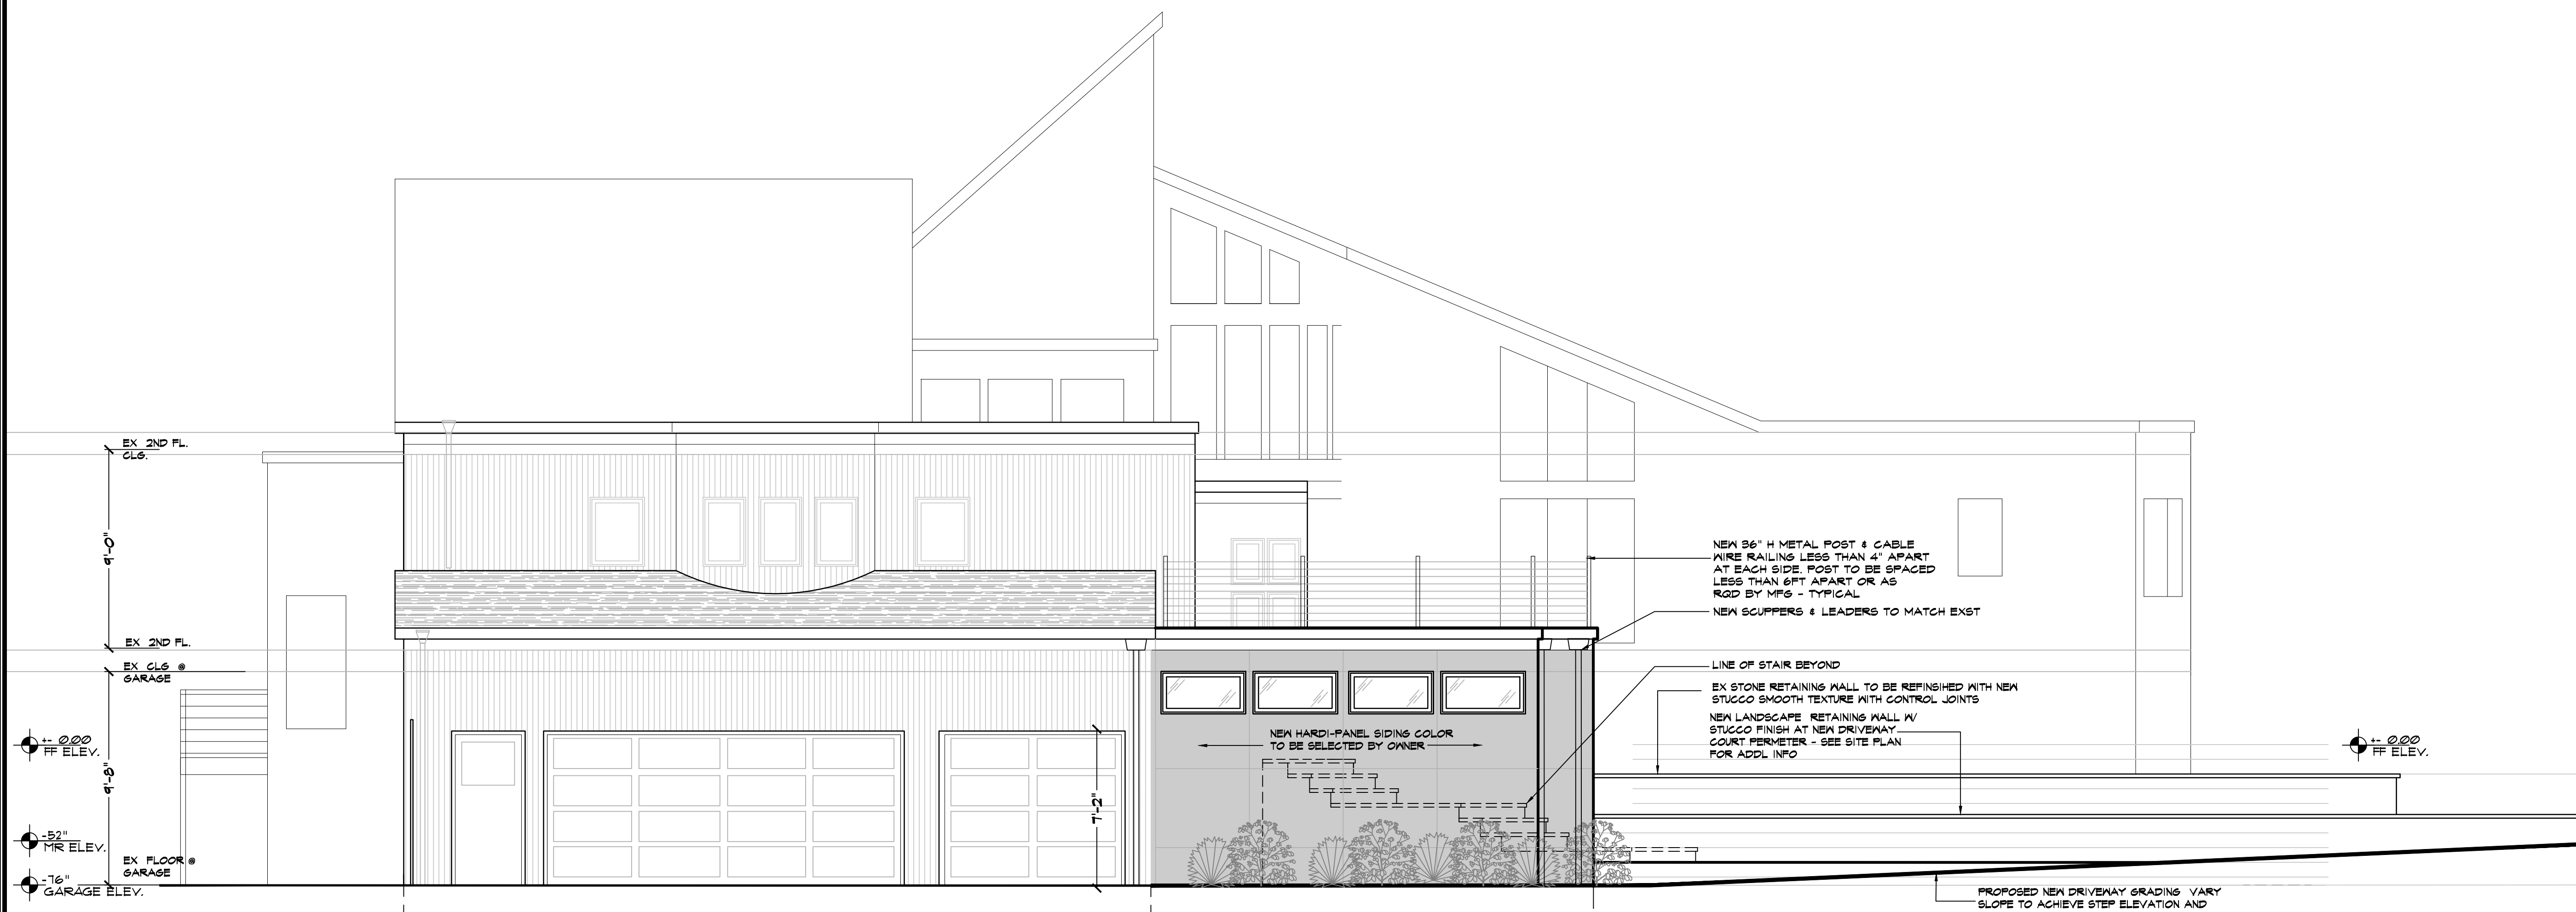 EX 2ND FL.
CLG.
9'-0"
EX 2ND FL.
EX CLG @
GARAGE
9'-8"
+- 0.00
FF ELEV.
-52"
MR ELEV.
EX FLOOR @
GARAGE
-76"
GARAGE ELEV.
7'-2"
NEW HARDI-PANEL SIDING COLOR
TO BE SELECTED BY OWNER
NEW 36" H METAL POST & CABLE
WIRE RAILING LESS THAN 4" APART
AT EACH SIDE. POST TO BE SPACED
LESS THAN 6FT APART OR AS
RQD BY MFG - TYPICAL
NEW SCUPPERS & LEADERS TO MATCH EXST
LINE OF STAIR BEYOND
EX STONE RETAINING WALL TO BE REFINSIHED WITH NEW
STUCCO SMOOTH TEXTURE WITH CONTROL JOINTS
NEW LANDSCAPE RETAINING WALL W/
STUCCO FINISH AT NEW DRIVEWAY
COURT PERMETER - SEE SITE PLAN
FOR ADDL INFO
+- 0.00
FF ELEV.
PROPOSED NEW DRIVEWAY GRADING VARY
SLOPE TO ACHIEVE STEP ELEVATION AND